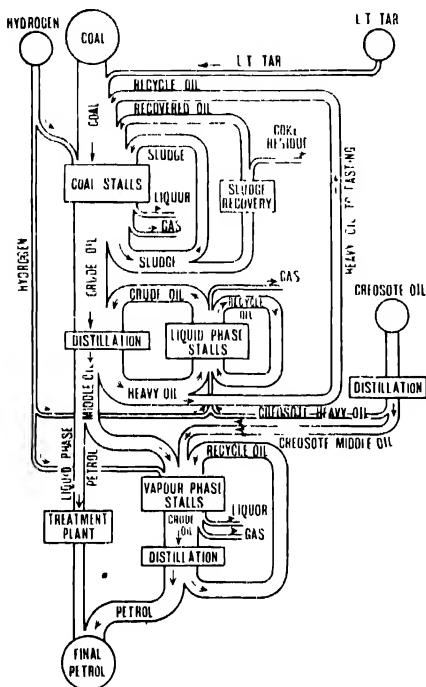 HYDROGEN
COAL
L.T. TAR
L.T. TAR
RECYCLE OIL
RECOVERED OIL
COAL
SLUDGE
COKE
RESIDUE
COAL STALLS
SLUDGE
RECOVERY
LIQUOR
GAS
SLUDGE
HEAVY OIL TO PASTING
HYDROGEN
CRUDE OIL
GAS
CRUDE OIL
RECYCLE
OIL
CREOSOTE OIL
DISTILLATION
LIQUID PHASE
STALLS
MIDDLE OIL
HEAVY OIL
DISTILLATION
CREOSOTE HEAVY OIL
CREOSOTE MIDDLE OIL
LIQUID PHASE
PETROL
RECYCLE OIL
VAPOUR PHASE
STALLS
TREATMENT
PLANT
CRUDE
OIL
LIQUOR
GAS
DISTILLATION
PETROL
FINAL
PETROL